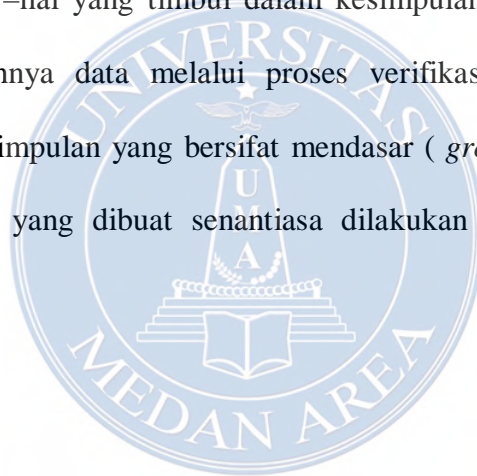 –hal yang timbul dalam kesimpulan
nnya data melalui proses verifikas
impulan yang bersifat mendasar ( gr
yang dibuat senantiasa dilakukan
UNIVERSITAS
U
M
A
MEDAN AREA